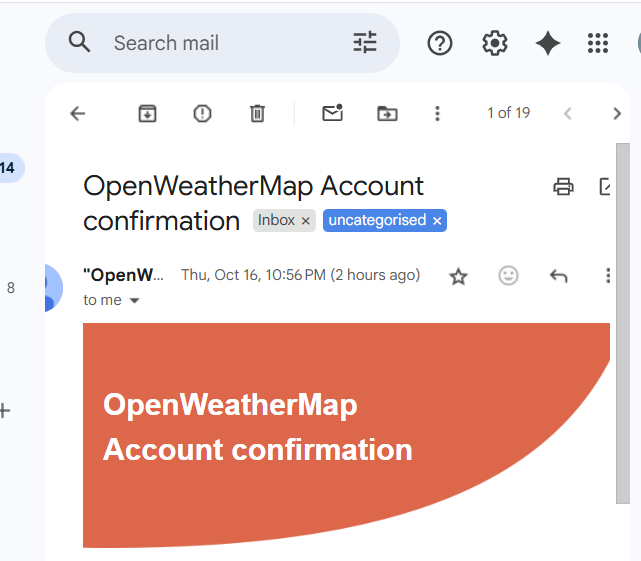 Search mail
1 of 19
14
OpenWeatherMap Account
confirmation Inbox × uncategorised ×
"OpenW... Thu, Oct 16, 10:56 PM (2 hours ago)
8
to me
OpenWeatherMap
Account confirmation